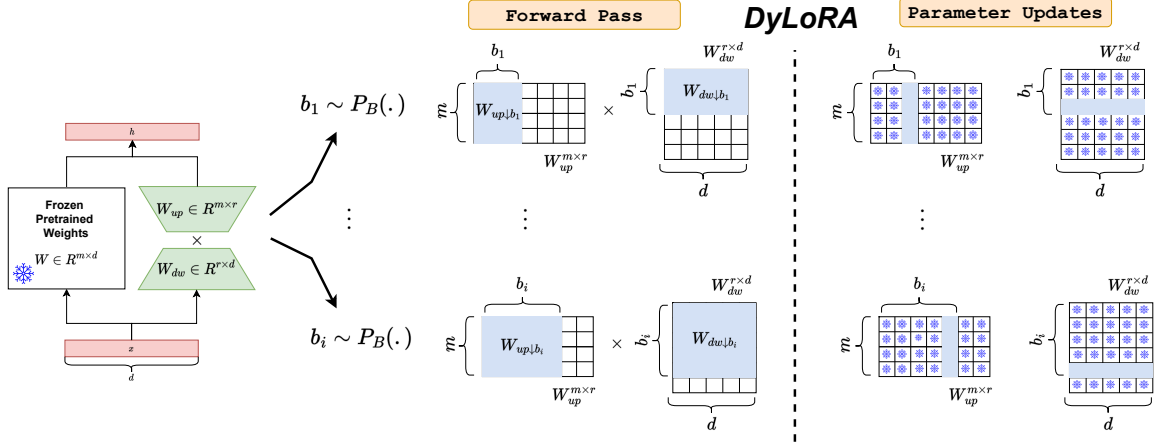 Forward Pass
DyLoRA
Parameter Updates
h
Frozen
Pretrained
Weights
W ∈ R^{m×d}
W_{up} ∈ R^{m×r}
×
W_{dw} ∈ R^{r×d}
x
d
b_1 ∼ P_B(.)
⋮
b_i ∼ P_B(.)
b_1
m
W_{up↓b_1}
W_{up}^{m×r}
×
W_{dw}^{r×d}
b_1
W_{dw↓b_1}
d
⋮
b_i
m
W_{up↓b_i}
W_{up}^{m×r}
×
W_{dw}^{r×d}
b_i
W_{dw↓b_i}
d
b_1
m
W_{up}^{m×r}
W_{dw}^{r×d}
b_1
d
⋮
b_i
m
W_{up}^{m×r}
W_{dw}^{r×d}
b_i
d